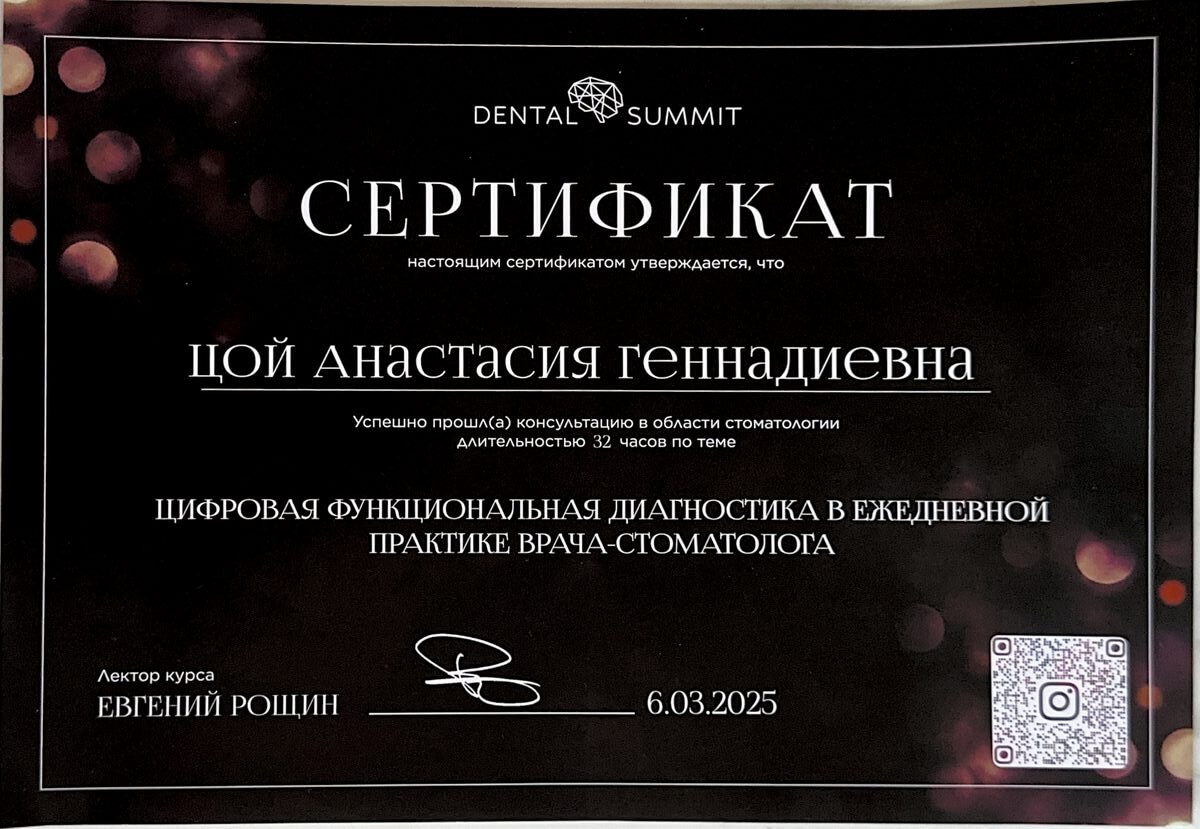 DENTAL SUMMIT
СЕРТИФИКАТ
настоящим сертификатом утверждается, что
ЦОЙ АНАСТАСИЯ ГЕННАДИЕВНА
Успешно прошл(а) консультацию в области стоматологии
длительностью 32 часов по теме
ЦИФРОВАЯ ФУНКЦИОНАЛЬНАЯ ДИАГНОСТИКА В ЕЖЕДНЕВНОЙ
ПРАКТИКЕ ВРАЧА-СТОМАТОЛОГА
Лектор курса
ЕВГЕНИЙ РОЩИН
6.03.2025